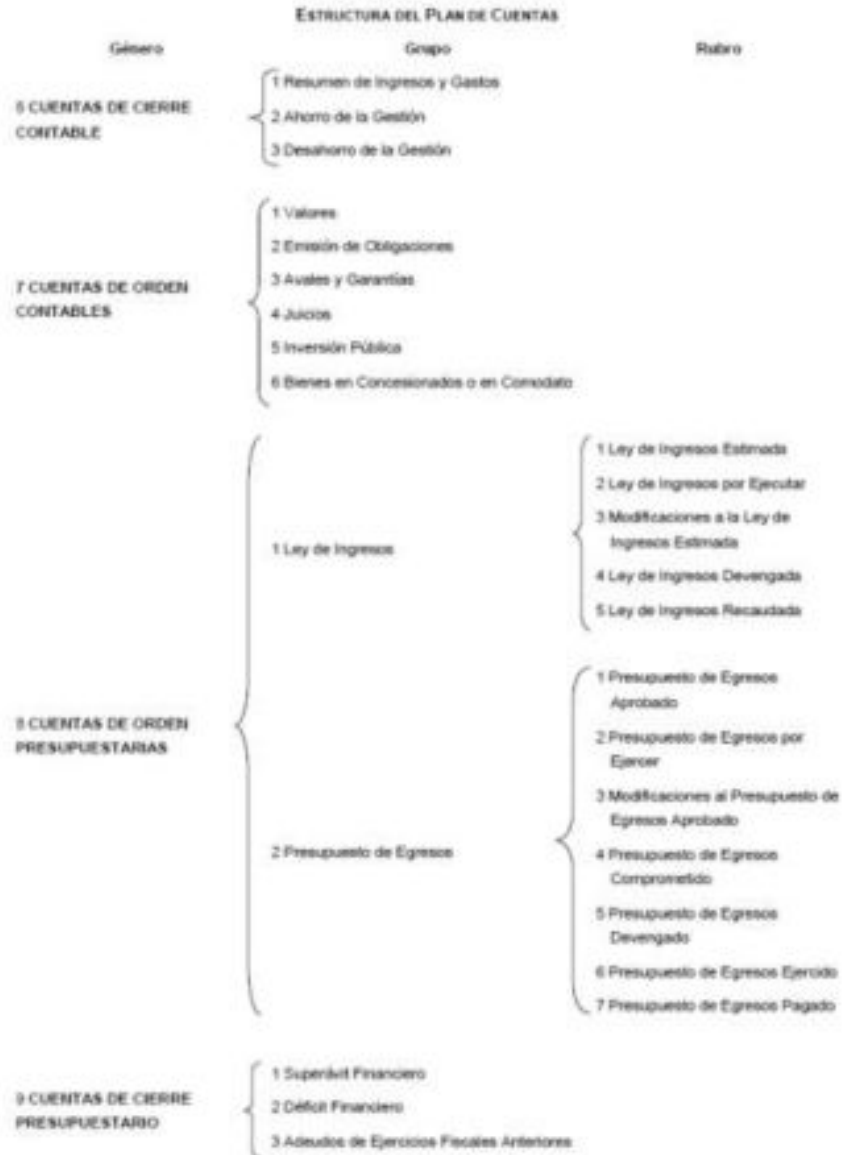 ESTRUCTURA DEL PLAN DE CUENTAS
Género Grupo Rubro
6 CUENTAS DE CIERRE
CONTABLE
1 Resumen de Ingresos y Gastos
2 Ahorro de la Gestión
3 Desahorro de la Gestión
7 CUENTAS DE ORDEN
CONTABLES
1 Valores
2 Emisión de Obligaciones
3 Avales y Garantías
4 Juicios
5 Inversión Pública
6 Bienes en Concesionados o en Comodato
8 CUENTAS DE ORDEN
PRESUPUESTARIAS
1 Ley de Ingresos
1 Ley de Ingresos Estimada
2 Ley de Ingresos por Ejecutar
3 Modificaciones a la Ley de
Ingresos Estimada
4 Ley de Ingresos Devengada
5 Ley de Ingresos Recaudada
2 Presupuesto de Egresos
1 Presupuesto de Egresos
Aprobado
2 Presupuesto de Egresos por
Ejercer
3 Modificaciones al Presupuesto de
Egresos Aprobado
4 Presupuesto de Egresos
Comprometido
5 Presupuesto de Egresos
Devengado
6 Presupuesto de Egresos Ejercido
7 Presupuesto de Egresos Pagado
9 CUENTAS DE CIERRE
PRESUPUESTARIO
1 Superávit Financiero
2 Déficit Financiero
3 Adeudos de Ejercicios Fiscales Anteriores